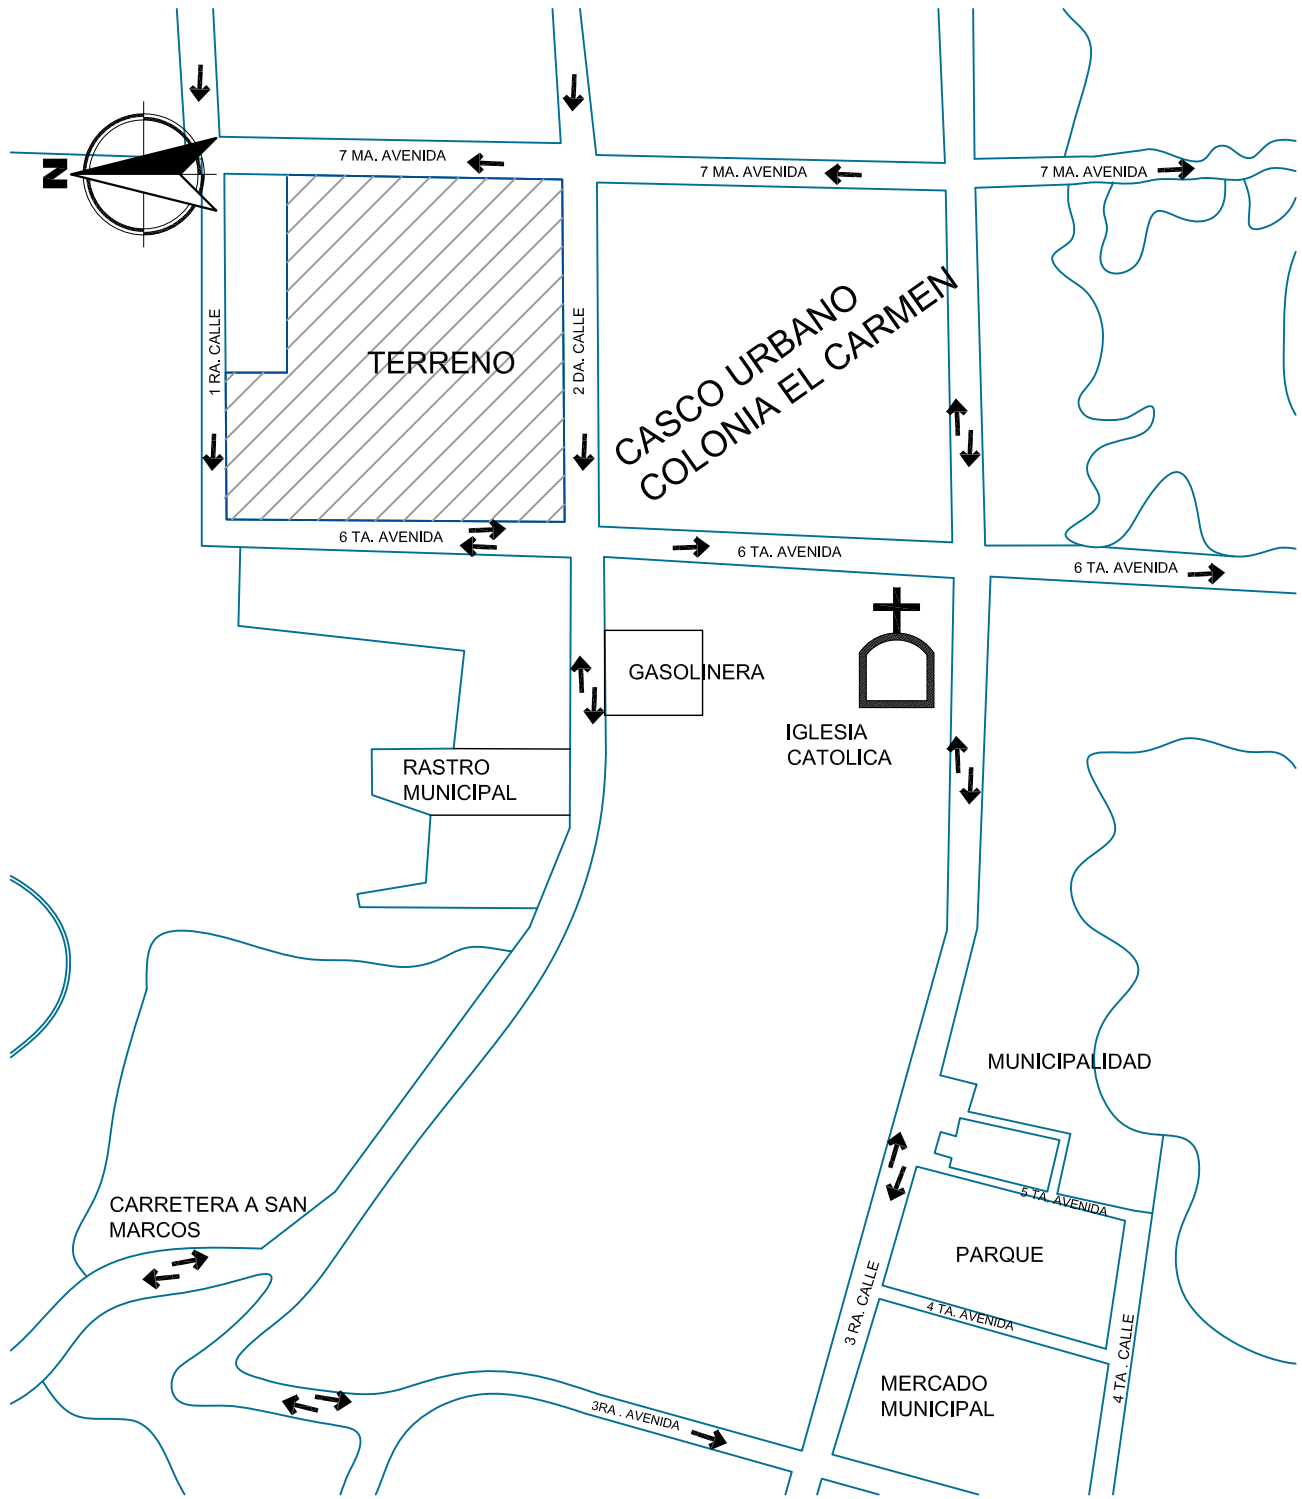 7 MA. AVENIDA
7 MA. AVENIDA
7 MA. AVENIDA
N
1 RA. CALLE
TERRENO
2 DA. CALLE
CASCO URBANO
COLONIA EL CARMEN
6 TA. AVENIDA
6 TA. AVENIDA
6 TA. AVENIDA
GASOLINERA
IGLESIA
CATOLICA
RASTRO
MUNICIPAL
MUNICIPALIDAD
CARRETERA A SAN
MARCOS
5 TA. AVENIDA
PARQUE
3 RA. CALLE
4 TA. AVENIDA
4 TA . CALLE
MERCADO
MUNICIPAL
3RA . AVENIDA